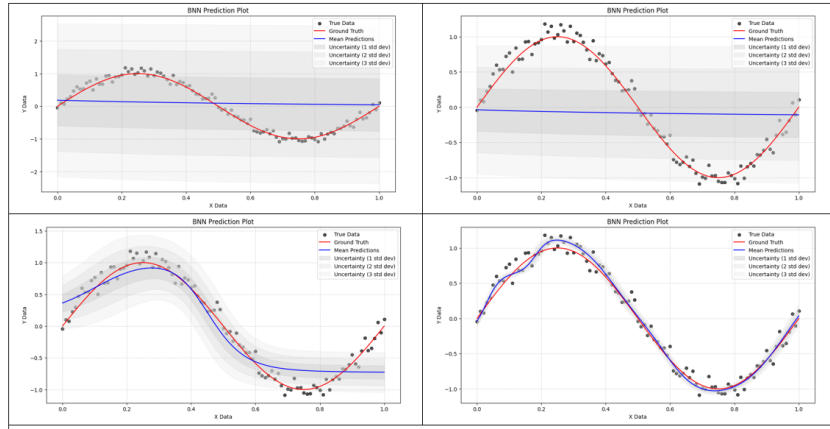 BNN Prediction Plot
True Data
Ground Truth
Mean Predictions
Uncertainty (1 std dev)
Uncertainty (2 std dev)
Uncertainty (3 std dev)
2
1
0
−1
−2
Y Data
0.0 0.2 0.4 0.6 0.8 1.0
X Data
BNN Prediction Plot
True Data
Ground Truth
Mean Predictions
Uncertainty (1 std dev)
Uncertainty (2 std dev)
Uncertainty (3 std dev)
1.0
0.5
0.0
−0.5
−1.0
Y Data
0.0 0.2 0.4 0.6 0.8 1.0
X Data
BNN Prediction Plot
True Data
Ground Truth
Mean Predictions
Uncertainty (1 std dev)
Uncertainty (2 std dev)
Uncertainty (3 std dev)
1.5
1.0
0.5
0.0
−0.5
−1.0
Y Data
0.0 0.2 0.4 0.6 0.8 1.0
X Data
BNN Prediction Plot
True Data
Ground Truth
Mean Predictions
Uncertainty (1 std dev)
Uncertainty (2 std dev)
Uncertainty (3 std dev)
1.0
0.5
0.0
−0.5
−1.0
Y Data
0.0 0.2 0.4 0.6 0.8 1.0
X Data